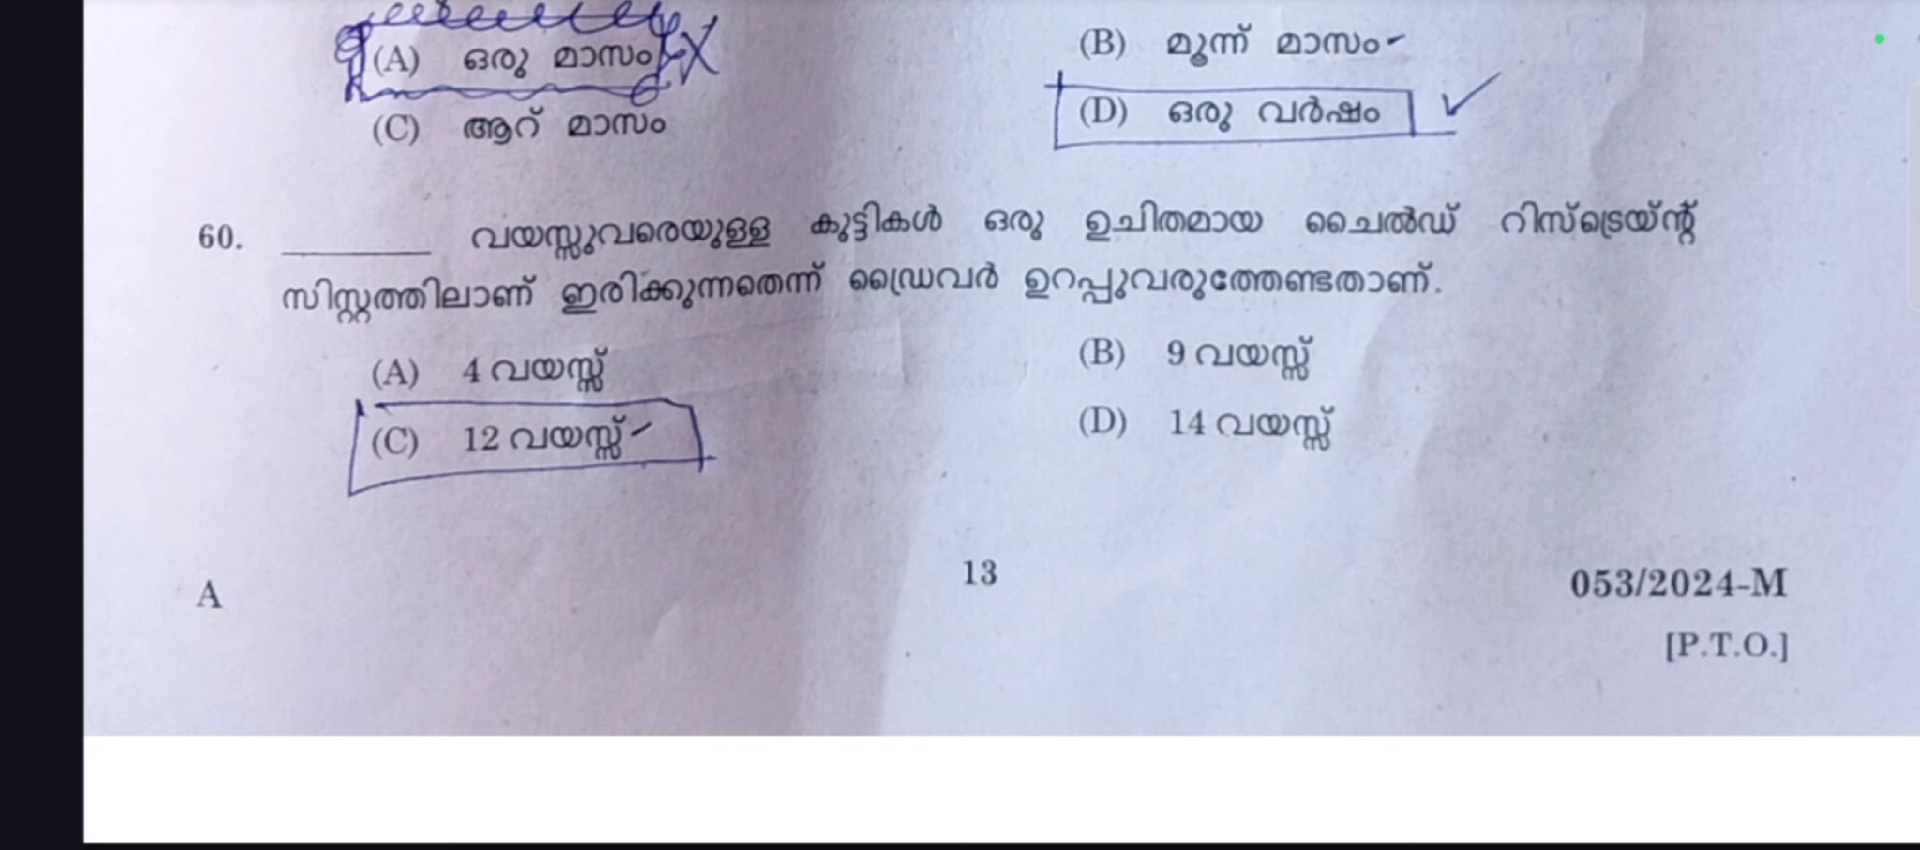 (A) ഒരു മാസം X
(B) മൂന്ന് മാസം
(C) ആറ് മാസം
(D) ഒരു വർഷം
60. ________ വയസ്സുവരെയുള്ള കുട്ടികൾ ഒരു ഉചിതമായ ചൈൽഡ് റിസ്ട്രെയ്ന്റ്
സിസ്റ്റത്തിലാണ് ഇരിക്കുന്നതെന്ന് ഡ്രൈവർ ഉറപ്പുവരുത്തേണ്ടതാണ്.
(A) 4 വയസ്സ്
(B) 9 വയസ്സ്
(C) 12 വയസ്സ്
(D) 14 വയസ്സ്
A
13
053/2024-M
[P.T.O.]